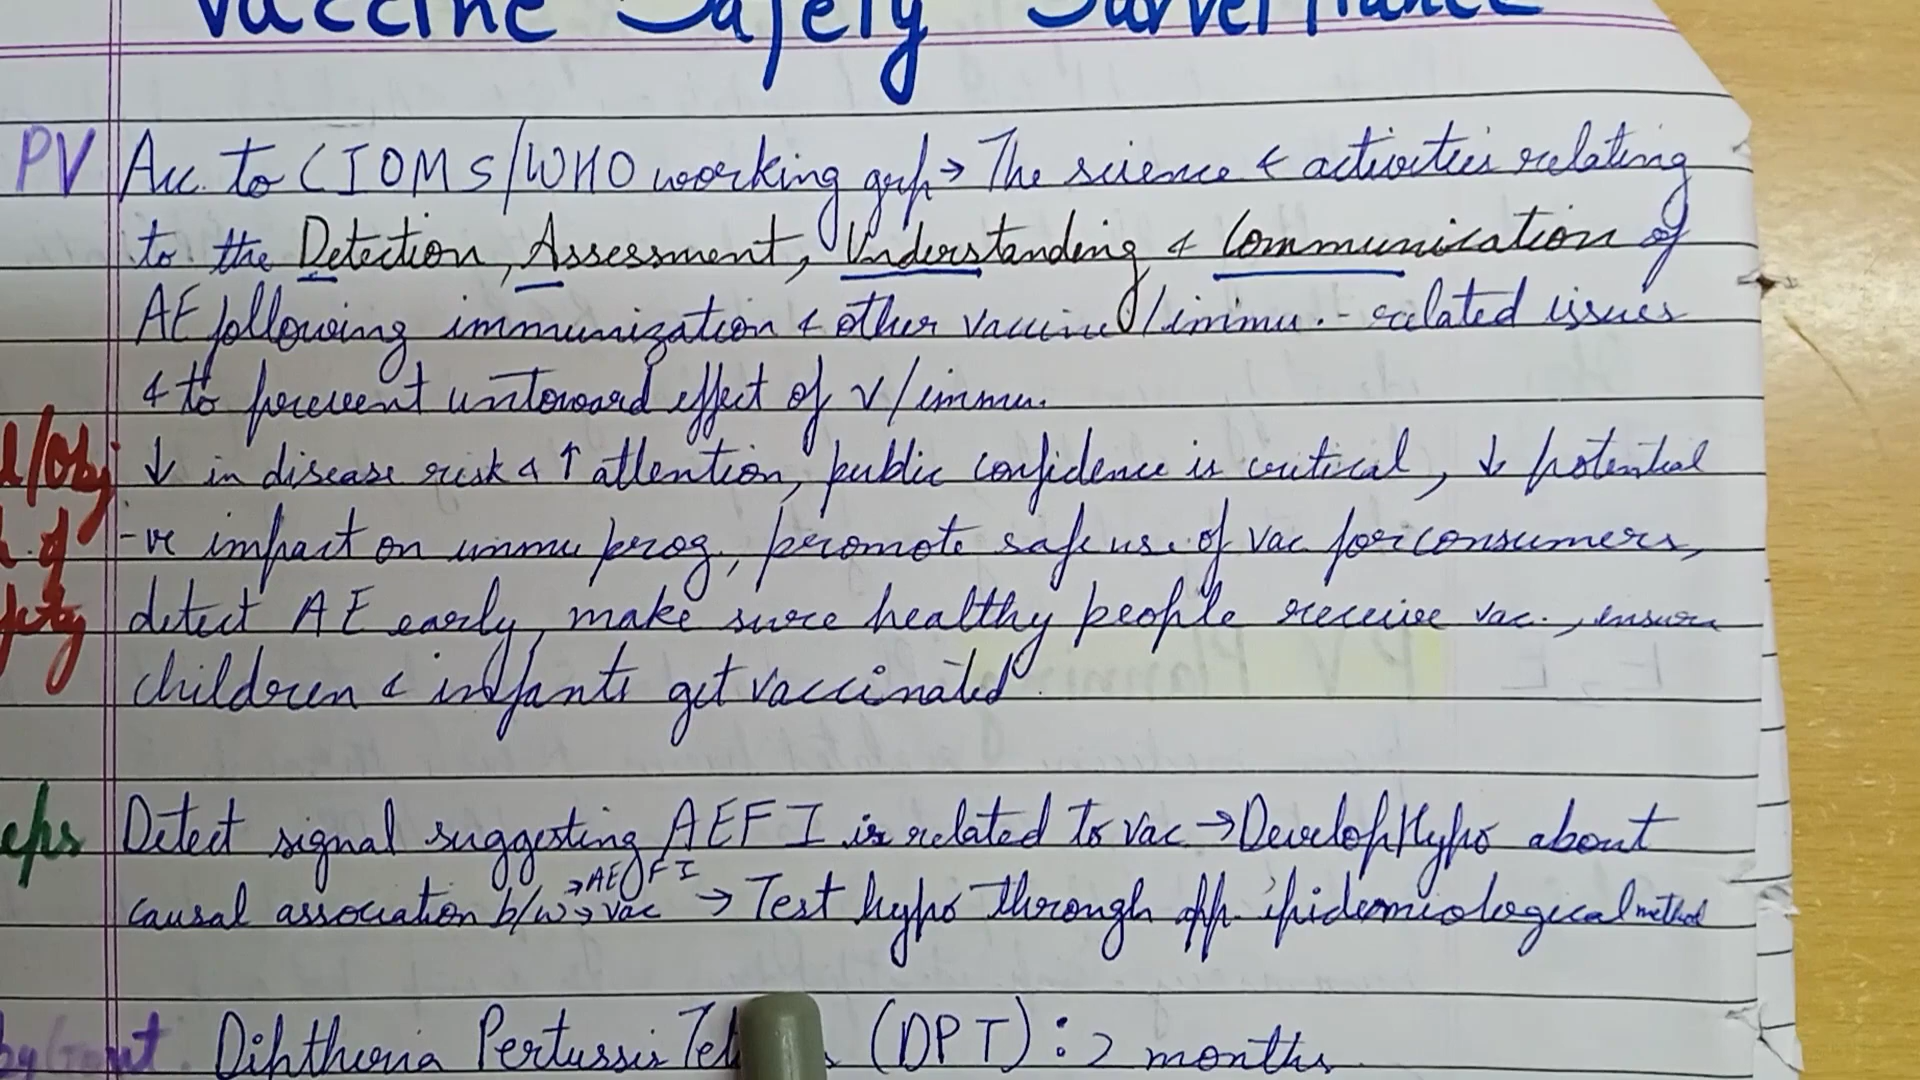 Vaccine Safety Surveillance
PV Acc. to CIOMS/WHO working grp → The science & activities relating
to the Detection, Assessment, Understanding & Communication of
AE following immunization & other vaccine/immu.-related issues
& to prevent untoward effect of v/immu.
/Obj ↓ in disease risk & ↑ attention, public confidence is critical, ↓ potential
-ve impact on immu prog, promote safe use of vac for consumers,
detect AE early, make sure healthy people receive vac., ensure
children & infants get vaccinated.
eps Detect signal suggesting AEFI is related to vac → Develop Hypo about
causal association b/w → AEFI → vac → Test hypo through app. epidemiological method
Diphtheria Pertussis Tet (DPT) : 2 months